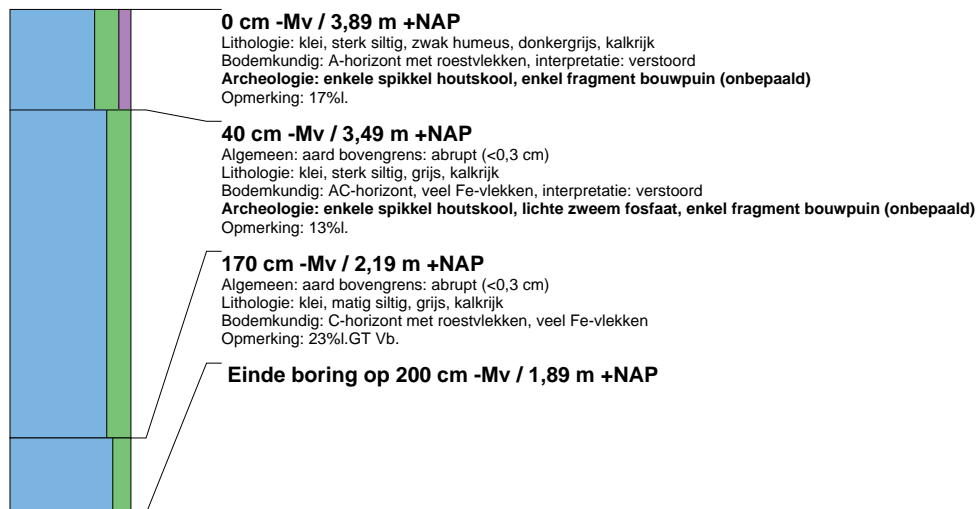 0 cm -Mv / 3,89 m +NAP
Lithologie: klei, sterk siltig, zwak humeus, donkergrijs, kalkrijk
Bodemkundig: A-horizont met roestvlekken, interpretatie: verstoord
Archeologie: enkele spikkel houtskool, enkel fragment bouwpuin (onbepaald)
Opmerking: 17%l.
40 cm -Mv / 3,49 m +NAP
Algemeen: aard bovengrens: abrupt (<0,3 cm)
Lithologie: klei, sterk siltig, grijs, kalkrijk
Bodemkundig: AC-horizont, veel Fe-vlekken, interpretatie: verstoord
Archeologie: enkele spikkel houtskool, lichte zweem fosfaat, enkel fragment bouwpuin (onbepaald)
Opmerking: 13%l.
170 cm -Mv / 2,19 m +NAP
Algemeen: aard bovengrens: abrupt (<0,3 cm)
Lithologie: klei, matig siltig, grijs, kalkrijk
Bodemkundig: C-horizont met roestvlekken, veel Fe-vlekken
Opmerking: 23%l.GT Vb.
Einde boring op 200 cm -Mv / 1,89 m +NAP